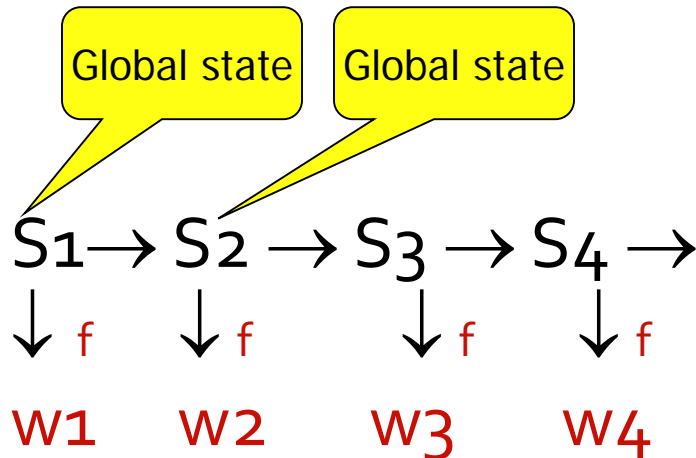 Global state Global state
S1→ S2 → S3 → S4 →
↓ f ↓ f ↓ f ↓ f
w1 w2 w3 w4